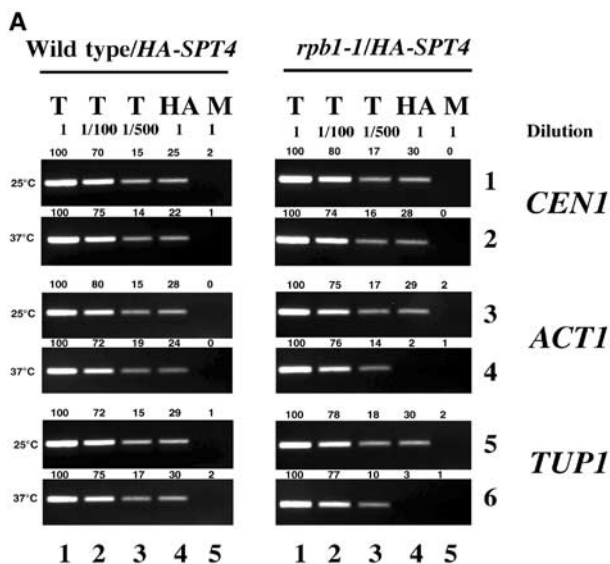 A
Wild type/HA-SPT4 rpb1-1/HA-SPT4
T T T HA M T T T HA M
1 1/100 1/500 1 1 1 1/100 1/500 1 1 Dilution
100 70 15 25 2 100 80 17 30 0
25°C 1
CEN1
100 75 14 22 1 100 74 16 28 0
37°C 2
100 80 15 28 0 100 75 17 29 2
25°C 3
ACT1
100 72 19 24 0 100 76 14 2 1
37°C 4
100 72 15 29 1 100 78 18 30 2
25°C 5
TUP1
100 75 17 30 2 100 77 10 3 1
37°C 6
1 2 3 4 5 1 2 3 4 5